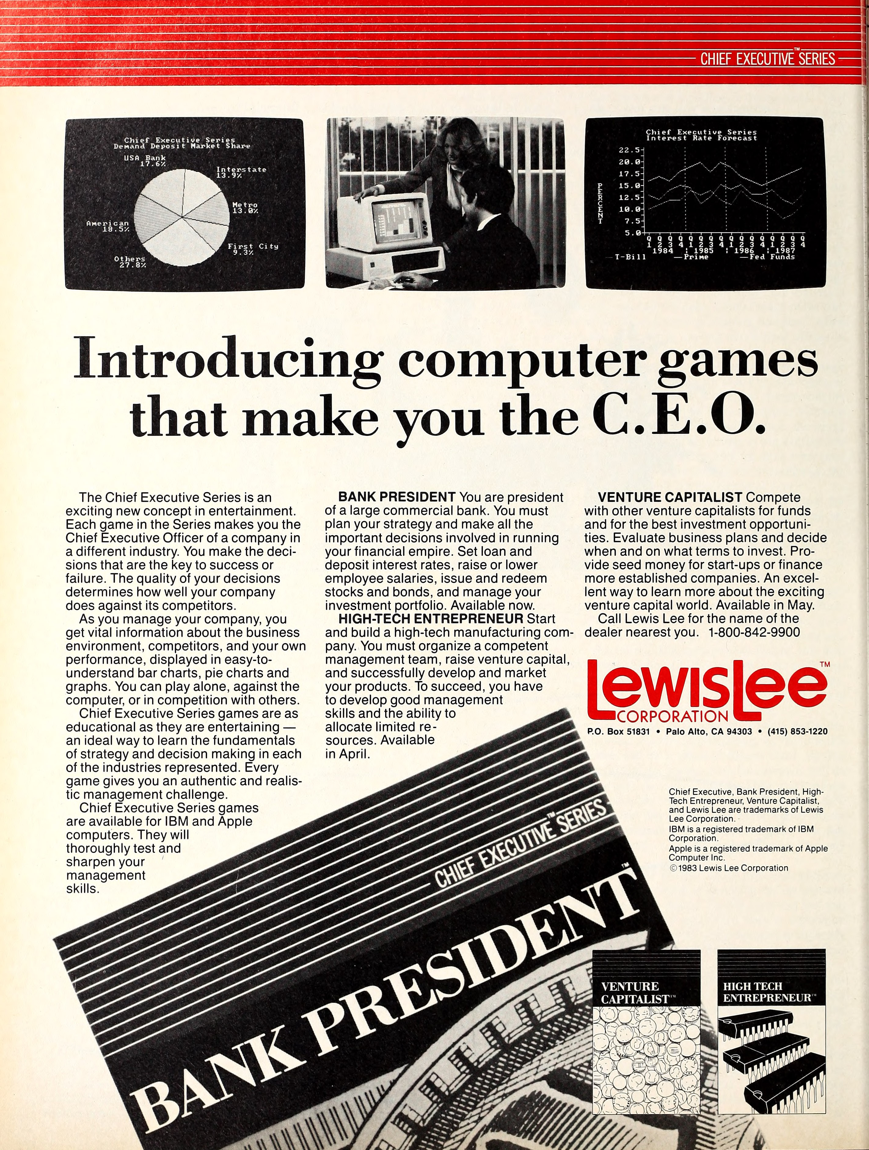 CHIEF EXECUTIVE™ SERIES
Chief Executive Series
Demand Deposit Market Share
USA Bank
17.6%
Interstate
13.9%
Metro
13.0%
American
18.5%
First City
9.3%
Others
27.8%
Chief Executive Series
Interest Rate Forecast
22.5
20.0
17.5
15.0
12.5
10.0
7.5
5.0
PERCENT
Q1 Q2 Q3 Q4 Q1 Q2 Q3 Q4 Q1 Q2 Q3 Q4 Q1 Q2 Q3 Q4
1984 : 1985 : 1986 : 1987
—T-Bill —Prime —Fed Funds
Introducing computer games
that make you the C.E.O.
The Chief Executive Series is an
exciting new concept in entertainment.
Each game in the Series makes you the
Chief Executive Officer of a company in
a different industry. You make the deci-
sions that are the key to success or
failure. The quality of your decisions
determines how well your company
does against its competitors.
As you manage your company, you
get vital information about the business
environment, competitors, and your own
performance, displayed in easy-to-
understand bar charts, pie charts and
graphs. You can play alone, against the
computer, or in competition with others.
Chief Executive Series games are as
educational as they are entertaining —
an ideal way to learn the fundamentals
of strategy and decision making in each
of the industries represented. Every
game gives you an authentic and realis-
tic management challenge.
Chief Executive Series games
are available for IBM and Apple
computers. They will
thoroughly test and
sharpen your
management
skills.
BANK PRESIDENT You are president
of a large commercial bank. You must
plan your strategy and make all the
important decisions involved in running
your financial empire. Set loan and
deposit interest rates, raise or lower
employee salaries, issue and redeem
stocks and bonds, and manage your
investment portfolio. Available now.
HIGH-TECH ENTREPRENEUR Start
and build a high-tech manufacturing com-
pany. You must organize a competent
management team, raise venture capital,
and successfully develop and market
your products. To succeed, you have
to develop good management
skills and the ability to
allocate limited re-
sources. Available
in April.
VENTURE CAPITALIST Compete
with other venture capitalists for funds
and for the best investment opportuni-
ties. Evaluate business plans and decide
when and on what terms to invest. Pro-
vide seed money for start-ups or finance
more established companies. An excel-
lent way to learn more about the exciting
venture capital world. Available in May.
Call Lewis Lee for the name of the
dealer nearest you. 1-800-842-9900
LewisLee™
CORPORATION
P.O. Box 51831 • Palo Alto, CA 94303 • (415) 853-1220
Chief Executive, Bank President, High-
Tech Entrepreneur, Venture Capitalist,
and Lewis Lee are trademarks of Lewis
Lee Corporation.
IBM is a registered trademark of IBM
Corporation.
Apple is a registered trademark of Apple
Computer Inc.
©1983 Lewis Lee Corporation
CHIEF EXECUTIVE™ SERIES
BANK PRESIDENT™
VENTURE
CAPITALIST™
HIGH TECH
ENTREPRENEUR™